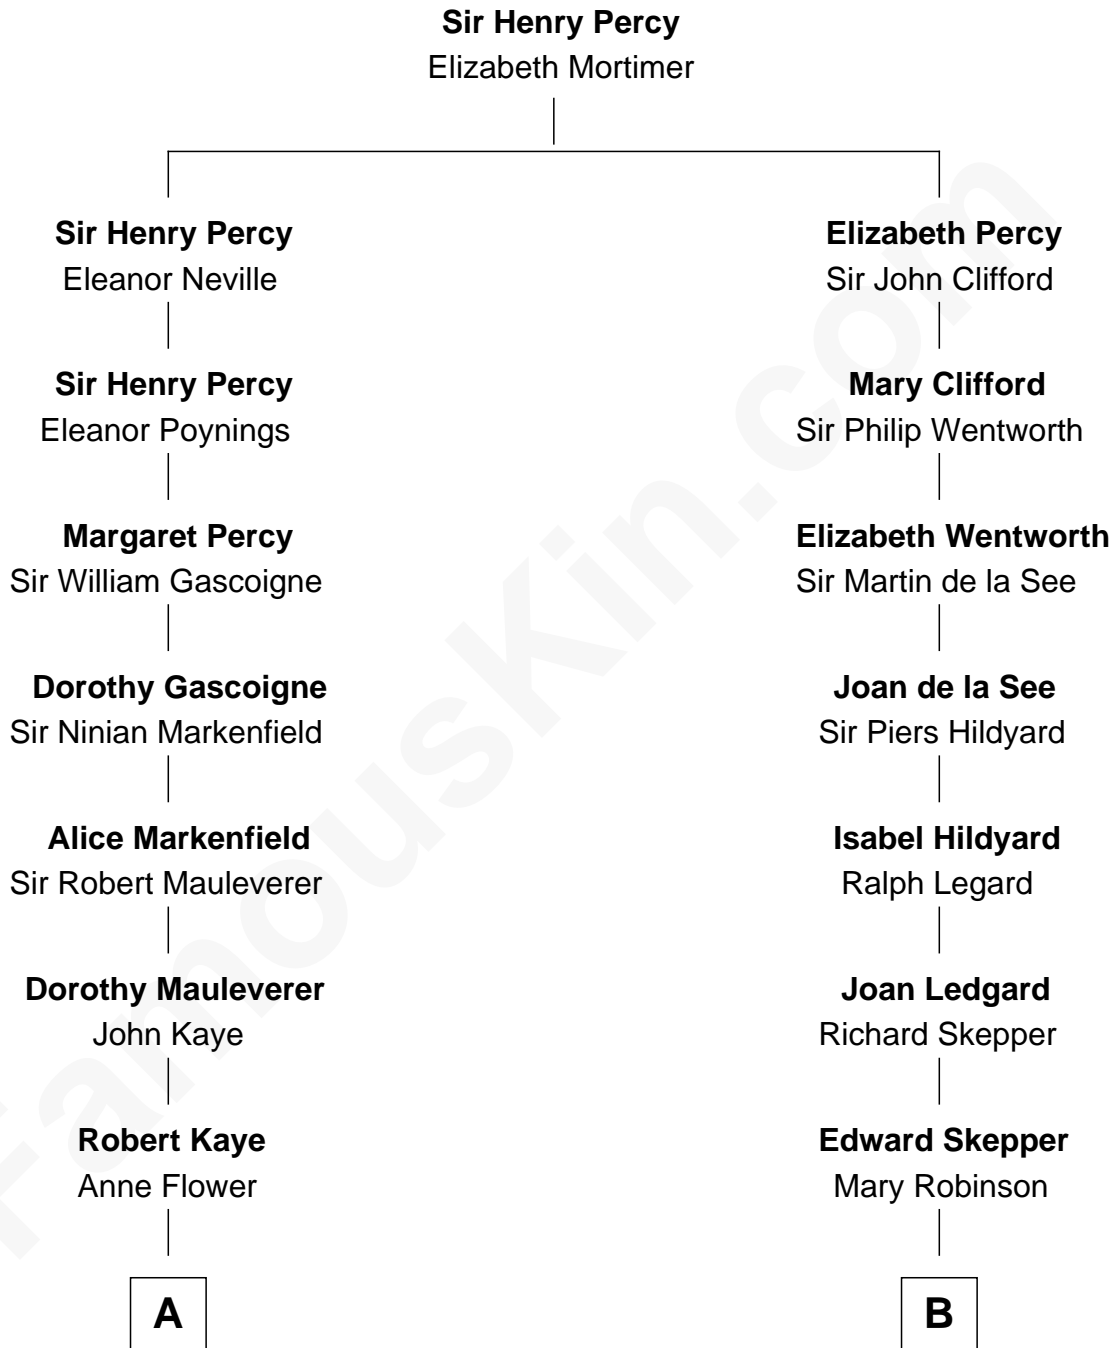 Sir Henry Percy
Elizabeth Mortimer
Sir Henry Percy
Eleanor Neville
Sir Henry Percy
Eleanor Poynings
Margaret Percy
Sir William Gascoigne
Dorothy Gascoigne
Sir Ninian Markenfield
Alice Markenfield
Sir Robert Mauleverer
Dorothy Mauleverer
John Kaye
Robert Kaye
Anne Flower
A
Elizabeth Percy
Sir John Clifford
Mary Clifford
Sir Philip Wentworth
Elizabeth Wentworth
Sir Martin de la See
Joan de la See
Sir Piers Hildyard
Isabel Hildyard
Ralph Legard
Joan Ledgard
Richard Skepper
Edward Skepper
Mary Robinson
B
FamousKin.com